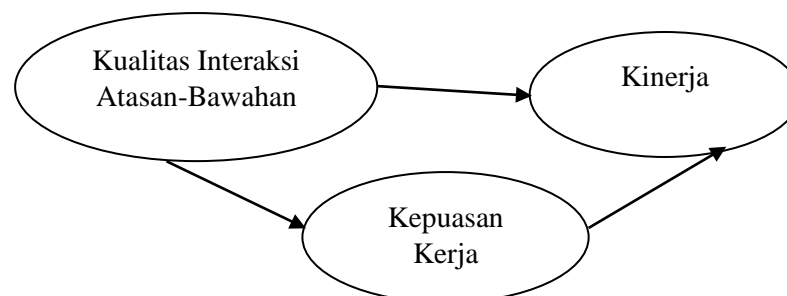 Kualitas Interaksi
Atasan-Bawahan
Kinerja
Kepuasan
Kerja